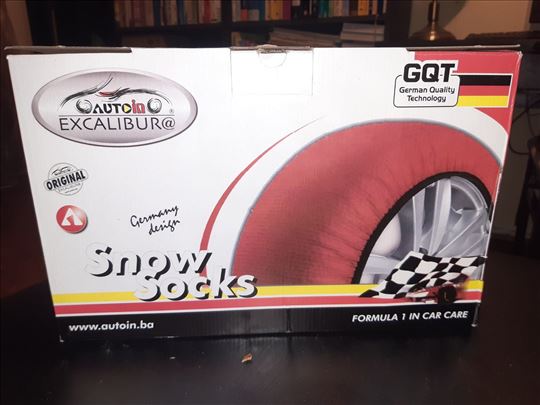 AUTOIN
®
EXCALIBUR@
GQT
German Quality
Technology
ORIGINAL
Germany
design
Snow
Socks
www.autoin.ba
FORMULA 1 IN CAR CARE